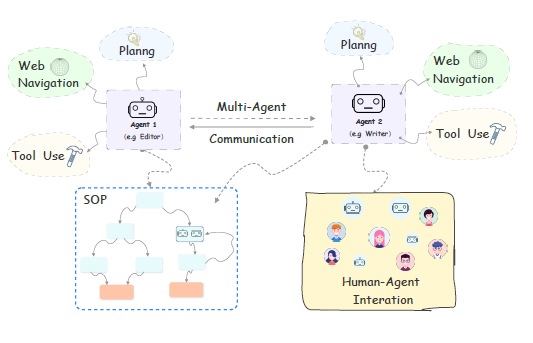 Planng
Web
Navigation
Tool Use
Agent 1
(e.g Editor)
Multi-Agent
Communication
Planng
Web
Navigation
Tool Use
Agent 2
(e.g Writer)
SOP
Human-Agent
Interation